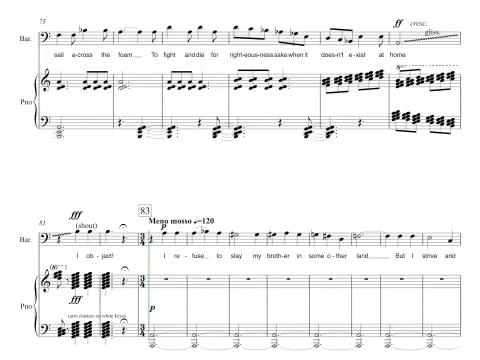 75
ff cresc.
gliss.
Bar.
sail a-cross the foam To fight and die for right-eous-ness sake when it does-n't e-xist at home
8va
Pno
81
fff
(shout)
83
Meno mosso ♩=120
p
Bar.
I ob - ject! I re - fuse to slay my broth-er in some o-ther land But I strive and
(8)
fff
(arm clusters on white keys)
p
Pno